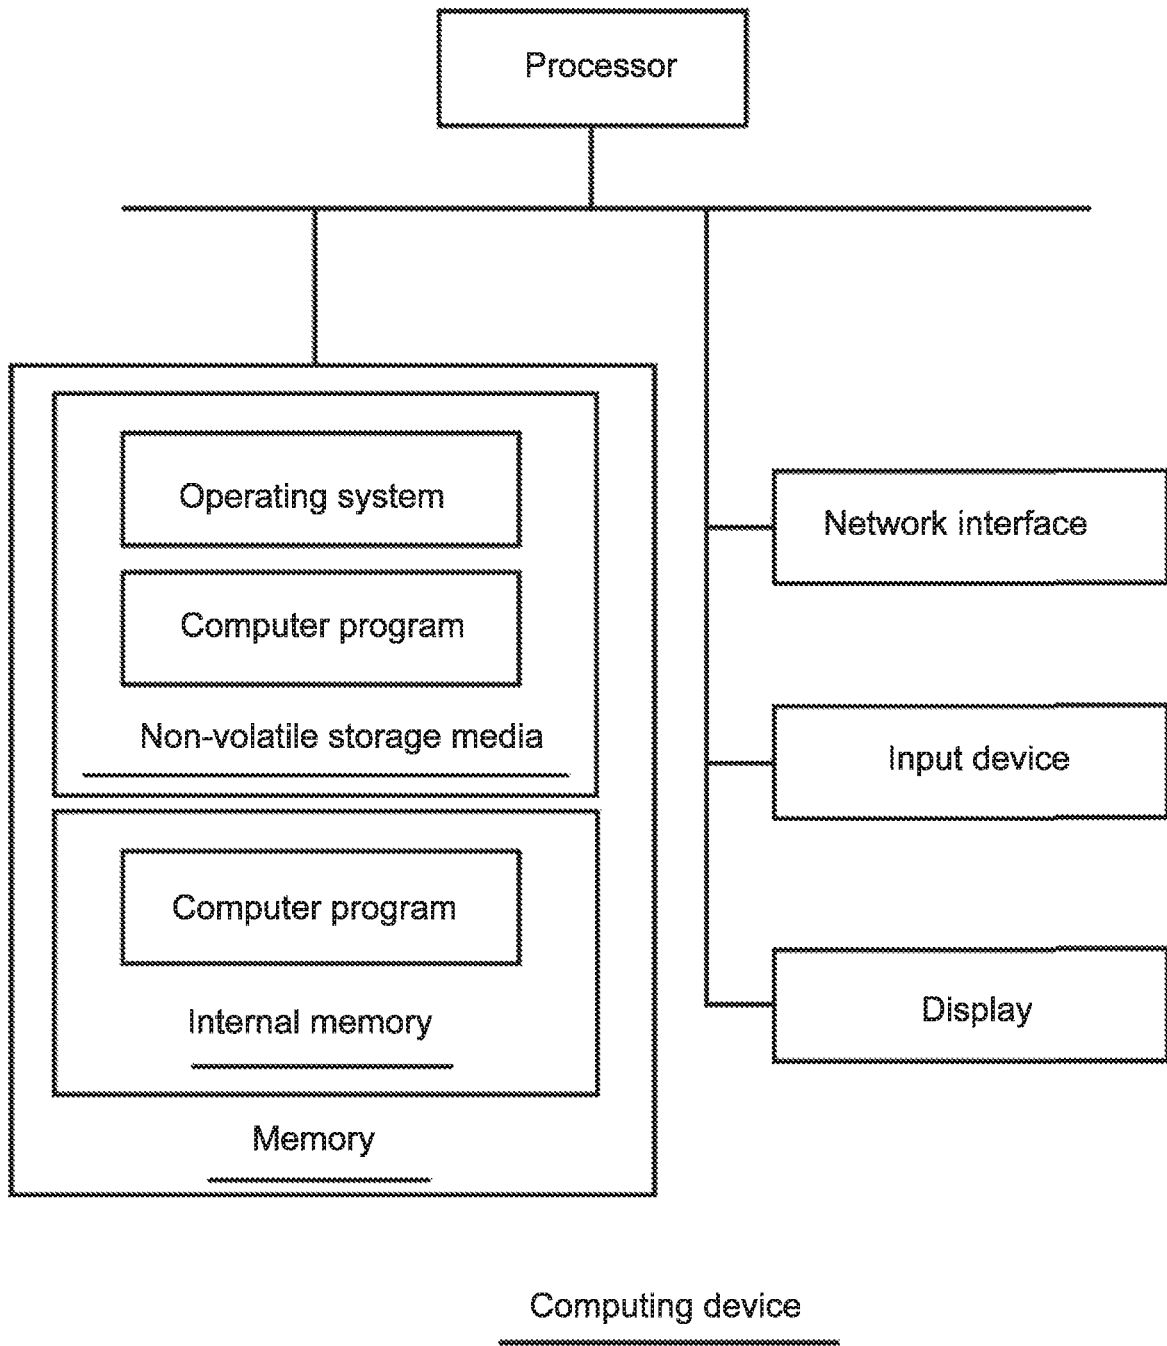 Processor
Operating system
Computer program
Non-volatile storage media
Computer program
Internal memory
Memory
Network interface
Input device
Display
Computing device